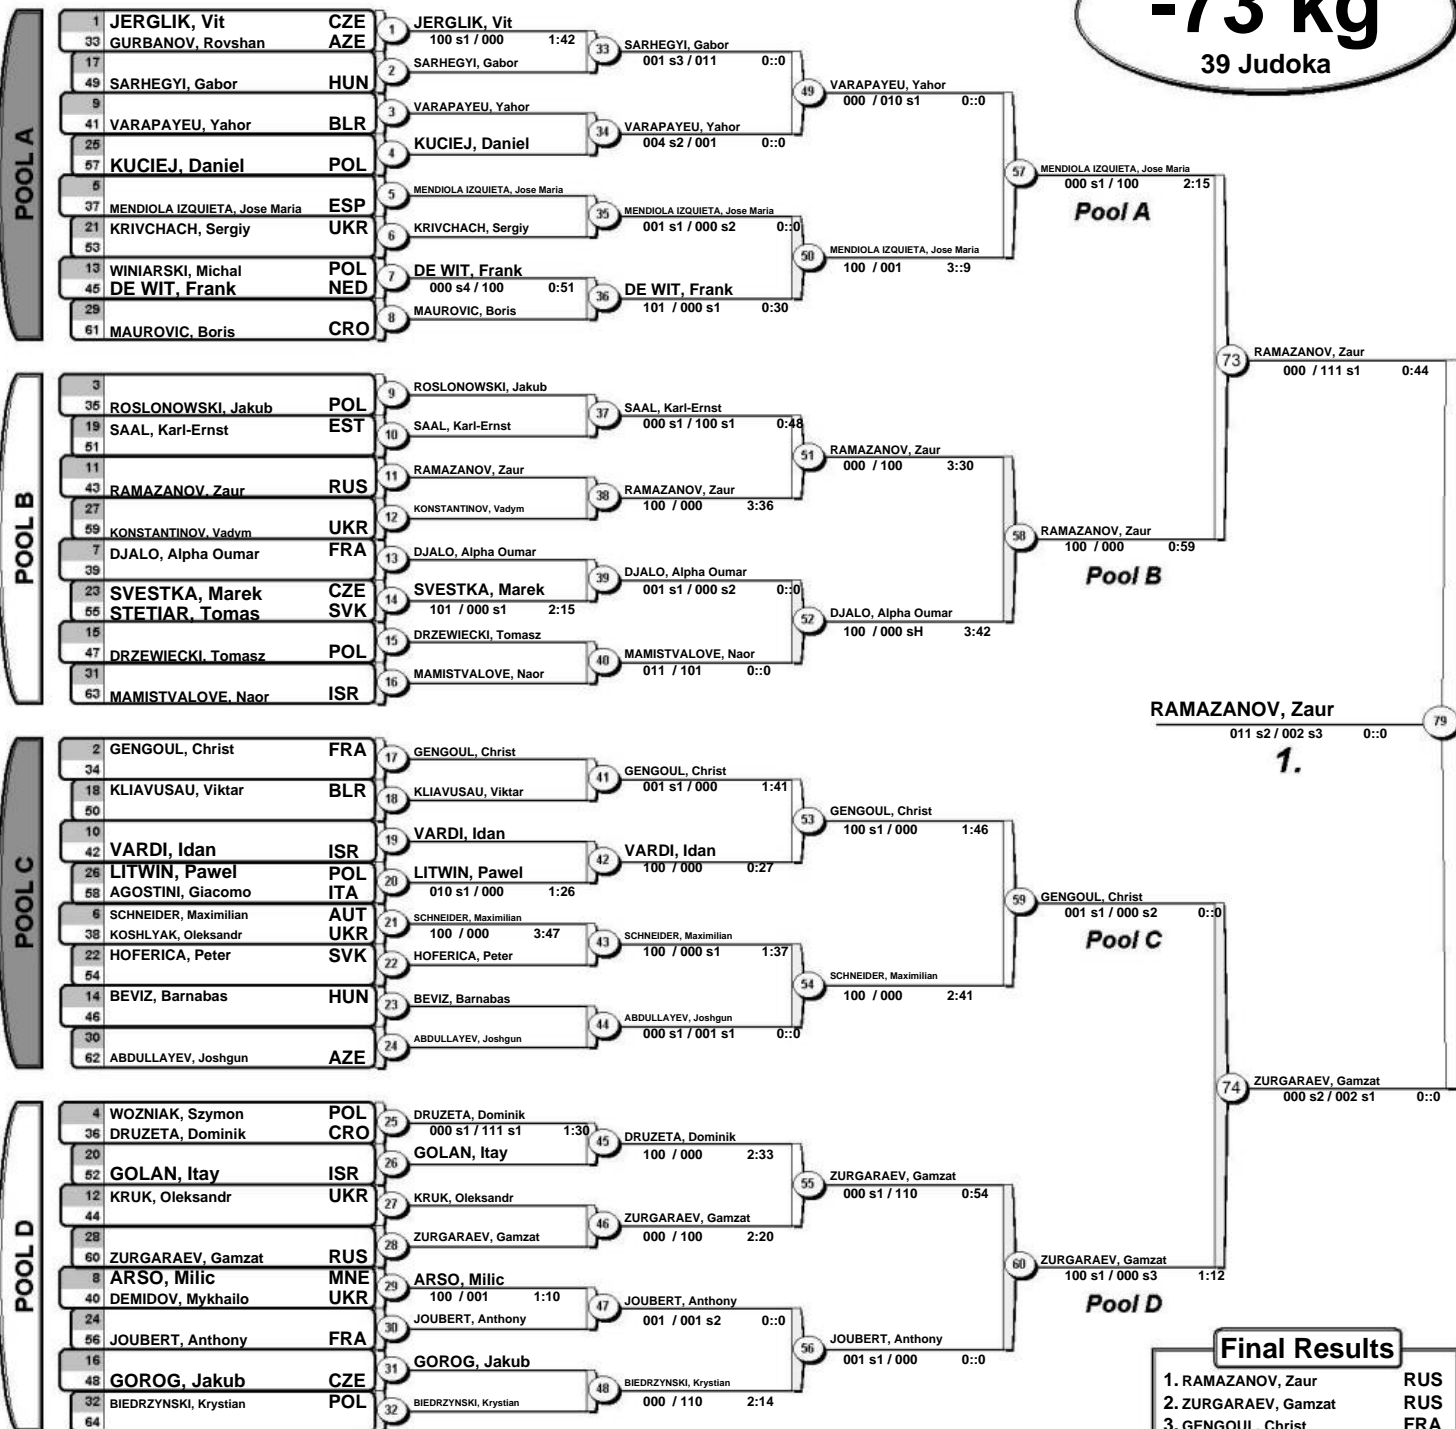 -73 kg
39 Judoka
POOL A
1 JERGLIK, Vit CZE
33 GURBANOV, Rovshan AZE
17
49 SARHEGYI, Gabor HUN
9
41 VARAPAYEU, Yahor BLR
25
57 KUCIEJ, Daniel POL
5
37 MENDIOLA IZQUIETA, Jose Maria ESP
21 KRIVCHACH, Sergiy UKR
53
13 WINIARSKI, Michal POL
45 DE WIT, Frank NED
29
61 MAUROVIC, Boris CRO
1 JERGLIK, Vit
100 s1 / 000 1:42
2 SARHEGYI, Gabor
3 VARAPAYEU, Yahor
4 KUCIEJ, Daniel
5 MENDIOLA IZQUIETA, Jose Maria
6 KRIVCHACH, Sergiy
7 DE WIT, Frank
000 s4 / 100 0:51
8 MAUROVIC, Boris
33 SARHEGYI, Gabor
001 s3 / 011 0::0
34 VARAPAYEU, Yahor
004 s2 / 001 0::0
35 MENDIOLA IZQUIETA, Jose Maria
001 s1 / 000 s2 0::0
36 DE WIT, Frank
101 / 000 s1 0:30
49 VARAPAYEU, Yahor
000 / 010 s1 0::0
50 MENDIOLA IZQUIETA, Jose Maria
100 / 001 3::9
57 MENDIOLA IZQUIETA, Jose Maria
000 s1 / 100 2:15
Pool A
POOL B
3
35 ROSLONOWSKI, Jakub POL
19 SAAL, Karl-Ernst EST
51
11
43 RAMAZANOV, Zaur RUS
27
59 KONSTANTINOV, Vadym UKR
7 DJALO, Alpha Oumar FRA
39
23 SVESTKA, Marek CZE
55 STETIAR, Tomas SVK
15
47 DRZEWIECKI, Tomasz POL
31
63 MAMISTVALOVE, Naor ISR
9 ROSLONOWSKI, Jakub
10 SAAL, Karl-Ernst
11 RAMAZANOV, Zaur
12 KONSTANTINOV, Vadym
13 DJALO, Alpha Oumar
14 SVESTKA, Marek
101 / 000 s1 2:15
15 DRZEWIECKI, Tomasz
16 MAMISTVALOVE, Naor
37 SAAL, Karl-Ernst
000 s1 / 100 s1 0:48
38 RAMAZANOV, Zaur
100 / 000 3:36
39 DJALO, Alpha Oumar
001 s1 / 000 s2 0::0
40 MAMISTVALOVE, Naor
011 / 101 0::0
51 RAMAZANOV, Zaur
000 / 100 3:30
52 DJALO, Alpha Oumar
100 / 000 sH 3:42
58 RAMAZANOV, Zaur
100 / 000 0:59
Pool B
73 RAMAZANOV, Zaur
000 / 111 s1 0:44
RAMAZANOV, Zaur 79
011 s2 / 002 s3 0::0
1.
POOL C
2 GENGOUL, Christ FRA
34
18 KLIAVUSAU, Viktar BLR
50
10
42 VARDI, Idan ISR
26 LITWIN, Pawel POL
58 AGOSTINI, Giacomo ITA
6 SCHNEIDER, Maximilian AUT
38 KOSHLYAK, Oleksandr UKR
22 HOFERICA, Peter SVK
54
14 BEVIZ, Barnabas HUN
46
30
62 ABDULLAYEV, Joshgun AZE
17 GENGOUL, Christ
18 KLIAVUSAU, Viktar
19 VARDI, Idan
20 LITWIN, Pawel
010 s1 / 000 1:26
21 SCHNEIDER, Maximilian
100 / 000 3:47
22 HOFERICA, Peter
23 BEVIZ, Barnabas
24 ABDULLAYEV, Joshgun
41 GENGOUL, Christ
001 s1 / 000 1:41
42 VARDI, Idan
100 / 000 0:27
43 SCHNEIDER, Maximilian
100 / 000 s1 1:37
44 ABDULLAYEV, Joshgun
000 s1 / 001 s1 0::0
53 GENGOUL, Christ
100 s1 / 000 1:46
54 SCHNEIDER, Maximilian
100 / 000 2:41
59 GENGOUL, Christ
001 s1 / 000 s2 0::0
Pool C
POOL D
4 WOZNIAK, Szymon POL
36 DRUZETA, Dominik CRO
20
52 GOLAN, Itay ISR
12 KRUK, Oleksandr UKR
44
28
60 ZURGARAEV, Gamzat RUS
8 ARSO, Milic MNE
40 DEMIDOV, Mykhailo UKR
24
56 JOUBERT, Anthony FRA
16
48 GOROG, Jakub CZE
32 BIEDRZYNSKI, Krystian POL
64
25 DRUZETA, Dominik
000 s1 / 111 s1 1:30
26 GOLAN, Itay
27 KRUK, Oleksandr
28 ZURGARAEV, Gamzat
29 ARSO, Milic
100 / 001 1:10
30 JOUBERT, Anthony
31 GOROG, Jakub
32 BIEDRZYNSKI, Krystian
45 DRUZETA, Dominik
100 / 000 2:33
46 ZURGARAEV, Gamzat
000 / 100 2:20
47 JOUBERT, Anthony
001 / 001 s2 0::0
48 BIEDRZYNSKI, Krystian
000 / 110 2:14
55 ZURGARAEV, Gamzat
000 s1 / 110 0:54
56 JOUBERT, Anthony
001 s1 / 000 0::0
60 ZURGARAEV, Gamzat
100 s1 / 000 s3 1:12
Pool D
74 ZURGARAEV, Gamzat
000 s2 / 002 s1 0::0
Final Results
1. RAMAZANOV, Zaur RUS
2. ZURGARAEV, Gamzat RUS
3. GENGOUL, Christ FRA